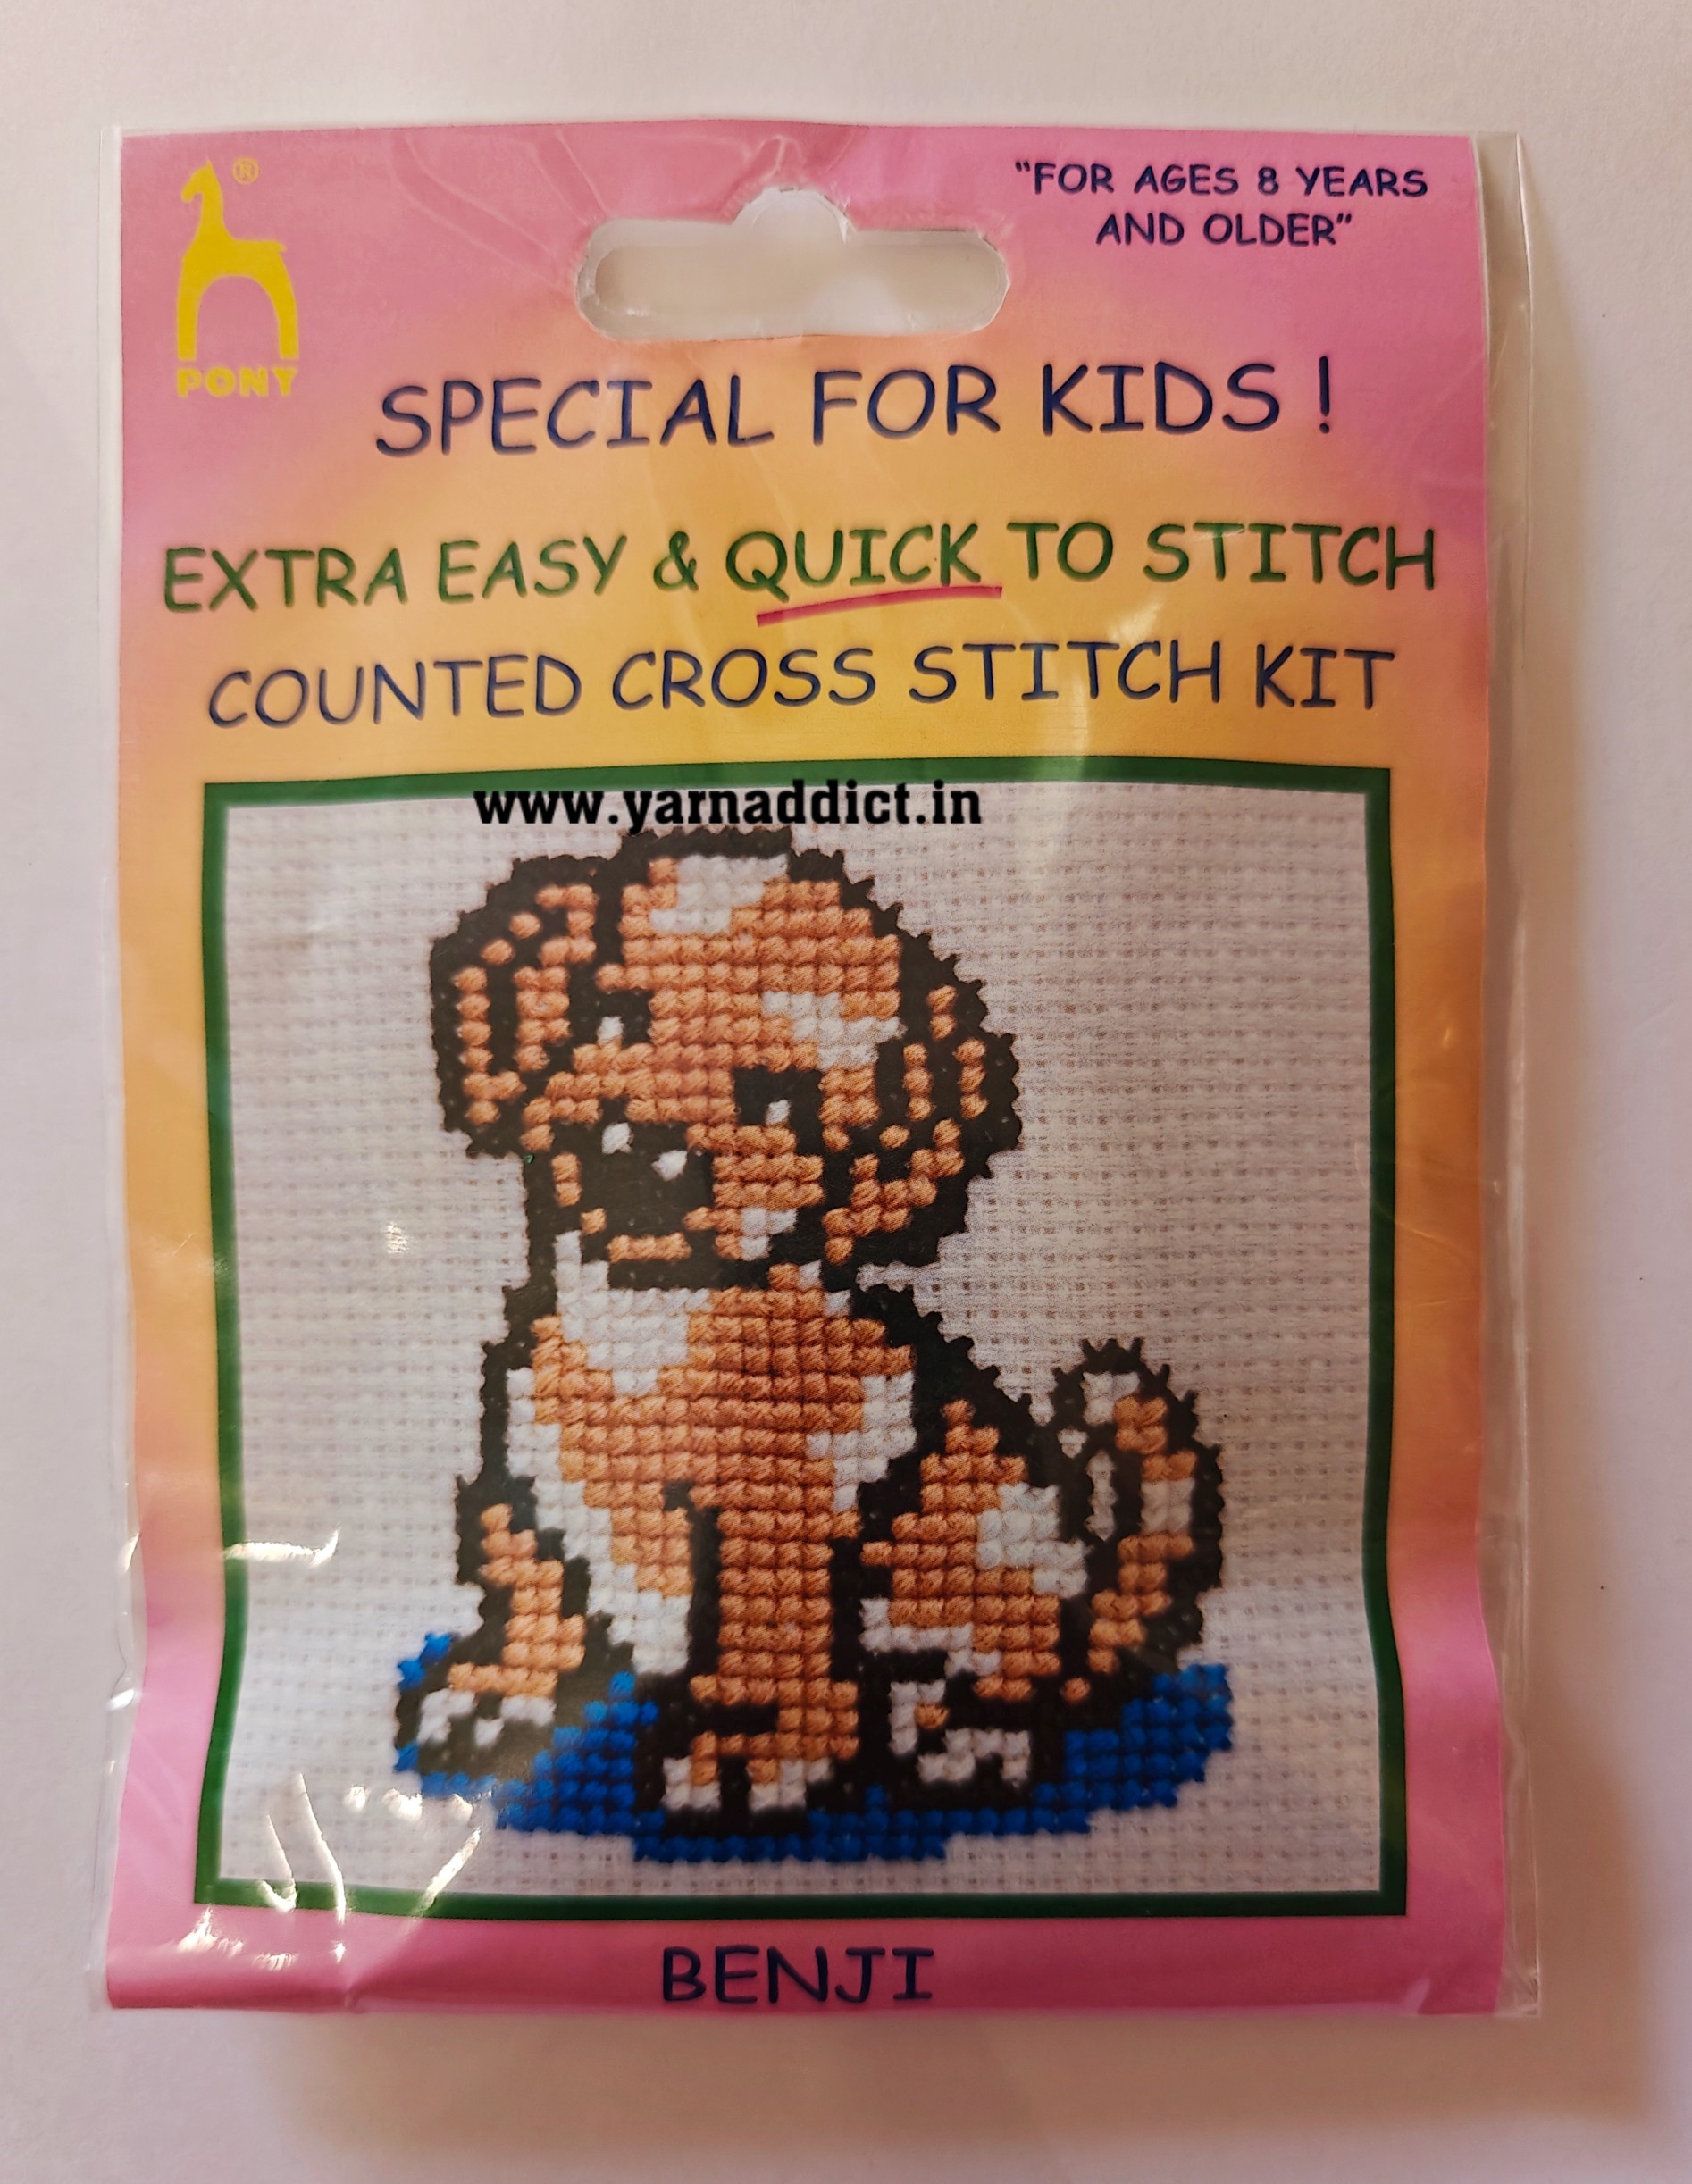 ®
PONY
"FOR AGES 8 YEARS
AND OLDER"
SPECIAL FOR KIDS !
EXTRA EASY & QUICK TO STITCH
COUNTED CROSS STITCH KIT
www.yarnaddict.in
BENJI